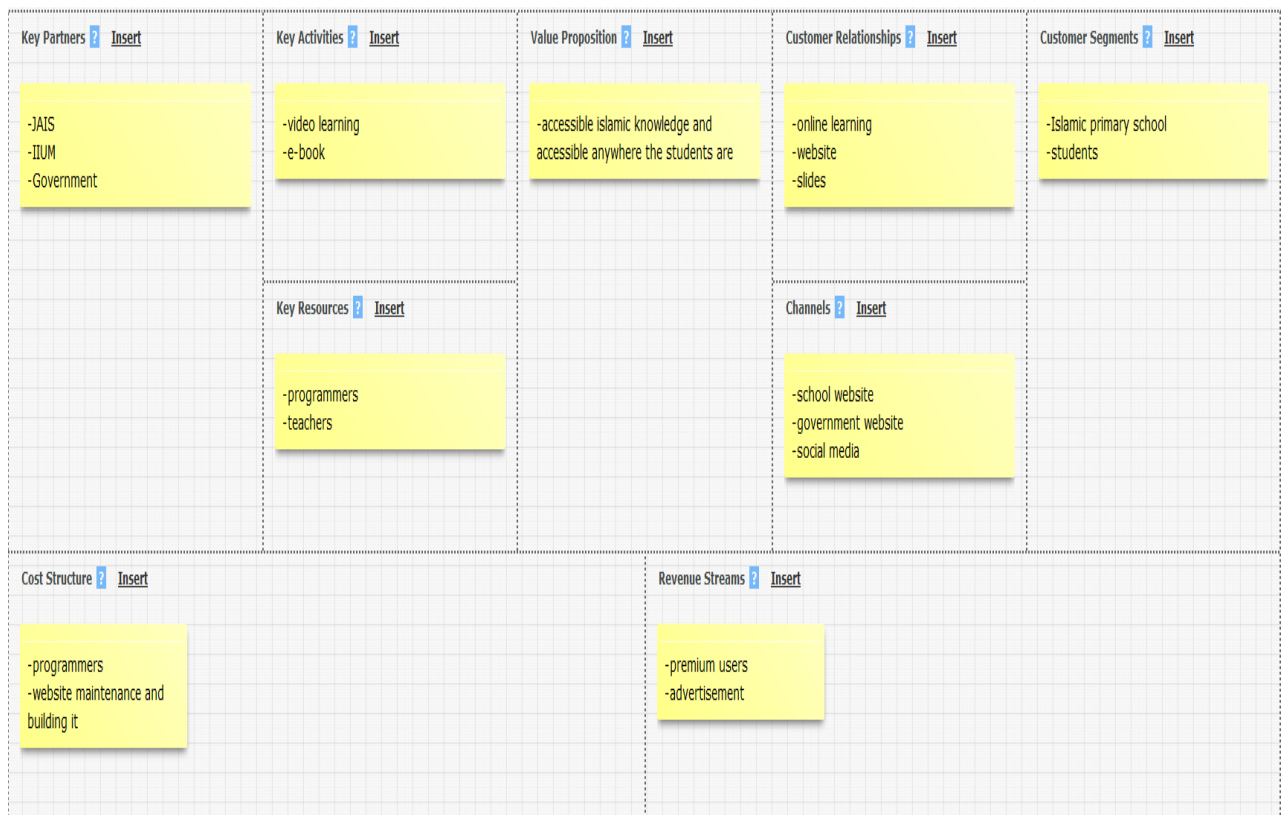 Key Partners ? Insert
-JAIS
-IIUM
-Government
Key Activities ? Insert
-video learning
-e-book
Key Resources ? Insert
-programmers
-teachers
Value Proposition ? Insert
-accessible islamic knowledge and
accessible anywhere the students are
Customer Relationships ? Insert
-online learning
-website
-slides
Channels ? Insert
-school website
-government website
-social media
Customer Segments ? Insert
-Islamic primary school
-students
Cost Structure ? Insert
-programmers
-website maintenance and
building it
Revenue Streams ? Insert
-premium users
-advertisement